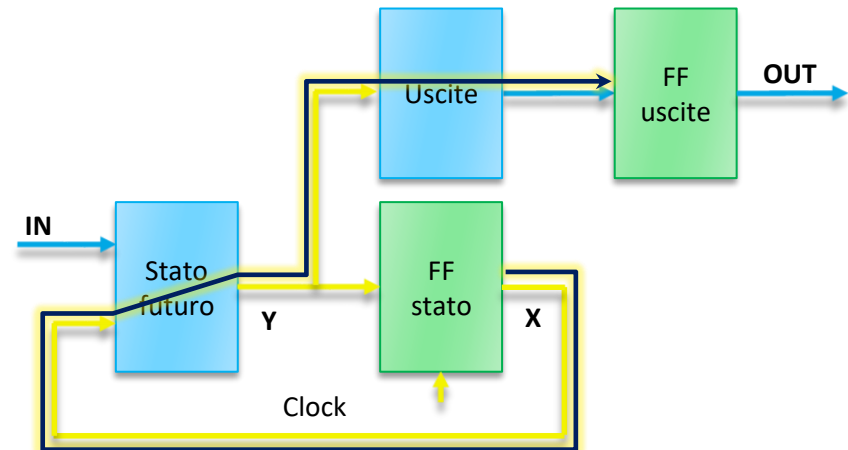 Uscite
FF
uscite
OUT
IN
Stato
futuro
Y
FF
stato
X
Clock